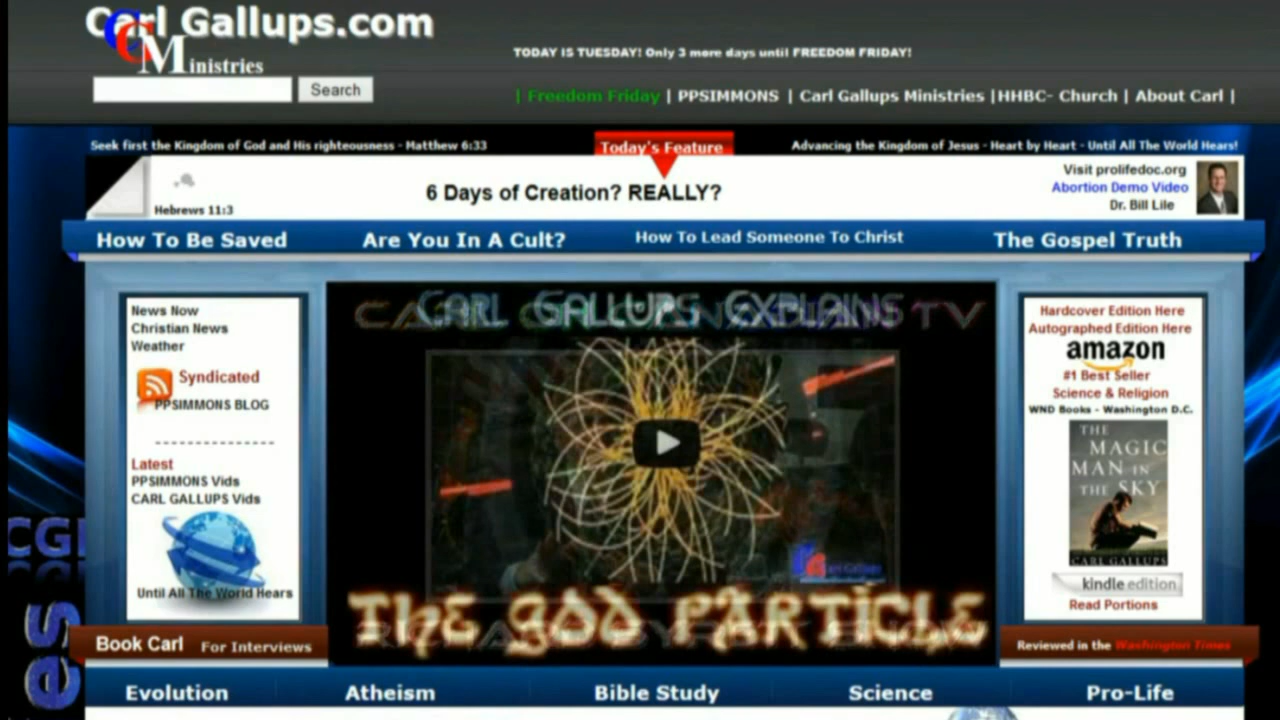 Carl Gallups.com
CGM
Ministries
Search
TODAY IS TUESDAY! Only 3 more days until FREEDOM FRIDAY!
| Freedom Friday | PPSIMMONS | Carl Gallups Ministries |HHBC- Church | About Carl |
Seek first the Kingdom of God and His righteousness - Matthew 6:33
Today's Feature
Advancing the Kingdom of Jesus - Heart by Heart - Until All The World Hears!
Hebrews 11:3
6 Days of Creation? REALLY?
Visit prolifedoc.org
Abortion Demo Video
Dr. Bill Lile
How To Be Saved
Are You In A Cult?
How To Lead Someone To Christ
The Gospel Truth
News Now
Christian News
Weather
Syndicated
PPSIMMONS BLOG
Latest
PPSIMMONS Vids
CARL GALLUPS Vids
Until All The World Hears
CARL GALLUPS EXPLAINS
TV
Carl Gallups
THE GOD PARTICLE
Hardcover Edition Here
Autographed Edition Here
amazon
#1 Best Seller
Science & Religion
WND Books - Washington D.C.
THE
MAGIC
MAN IN
THE SKY
CARL GALLUPS
kindle edition
Read Portions
Book Carl For Interviews
Reviewed in the Washington Times
Evolution
Atheism
Bible Study
Science
Pro-Life
CGM
es